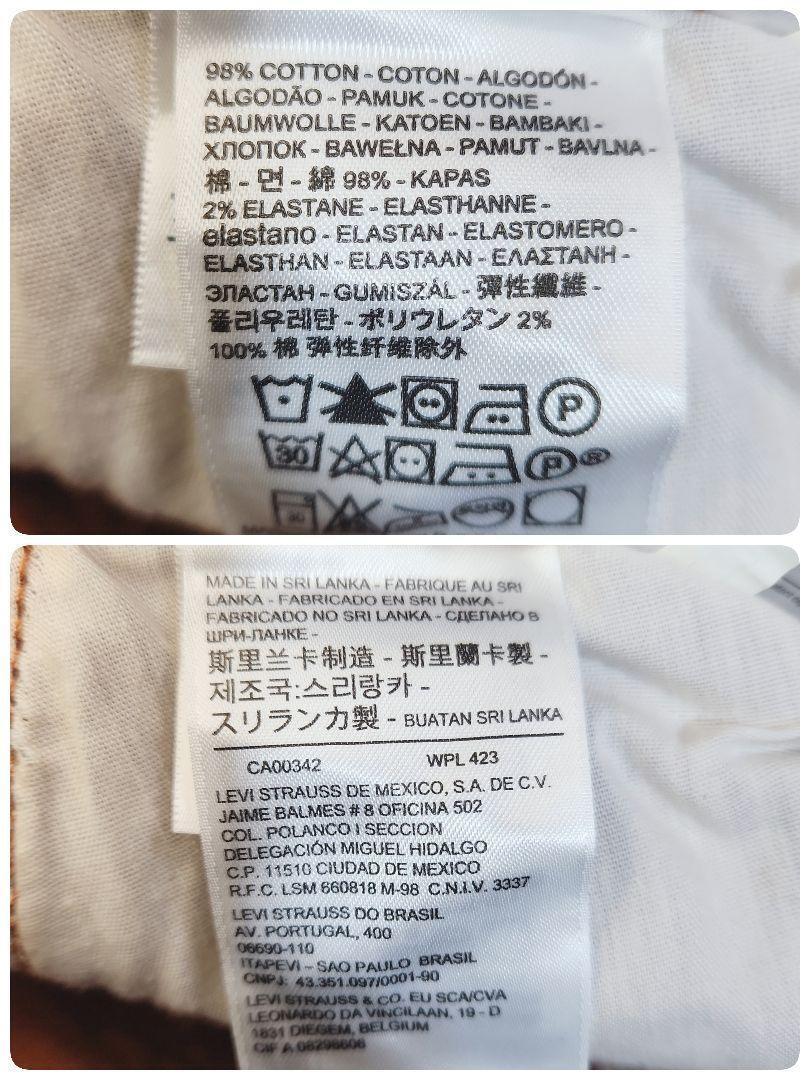 98% COTTON - COTON - ALGODÓN -
ALGODÃO - PAMUK - COTONE -
BAUMWOLLE - KATOEN - BAMBAKI -
ХЛОПОК - BAWEŁNA - PAMUT - BAVLNA -
棉 - 면 - 綿 98% - KAPAS
2% ELASTANE - ELASTHANNE -
elastano - ELASTAN - ELASTOMERO -
ELASTHAN - ELASTAAN - ΕΛΑΣΤΑΝΗ -
ЭЛАСТАН - GUMISZÁL - 彈性纖維 -
폴리우레탄 - ポリウレタン 2%
100% 棉 弹性纤维除外
P
30 P ®
MADE IN SRI LANKA - FABRIQUE AU SRI
LANKA - FABRICADO EN SRI LANKA -
FABRICADO NO SRI LANKA - СДЕЛАНО В
ШРИ-ЛАНКЕ -
斯里兰卡制造 - 斯里蘭卡製 -
제조국:스리랑카 -
スリランカ製 - BUATAN SRI LANKA
CA00342 WPL 423
LEVI STRAUSS DE MEXICO, S.A. DE C.V.
JAIME BALMES # 8 OFICINA 502
COL. POLANCO I SECCION
DELEGACIÓN MIGUEL HIDALGO
C.P. 11510 CIUDAD DE MEXICO
R.F.C. LSM 660818 M-98 C.N.I.V. 3337
LEVI STRAUSS DO BRASIL
AV. PORTUGAL, 400
06690-110
ITAPEVI - SAO PAULO BRASIL
CNPJ: 43.351.097/0001-90
LEVI STRAUSS & CO. EU SCA/CVA
LEONARDO DA VINCILAAN, 19 - D
1831 DIEGEM, BELGIUM
CIF A 08298606